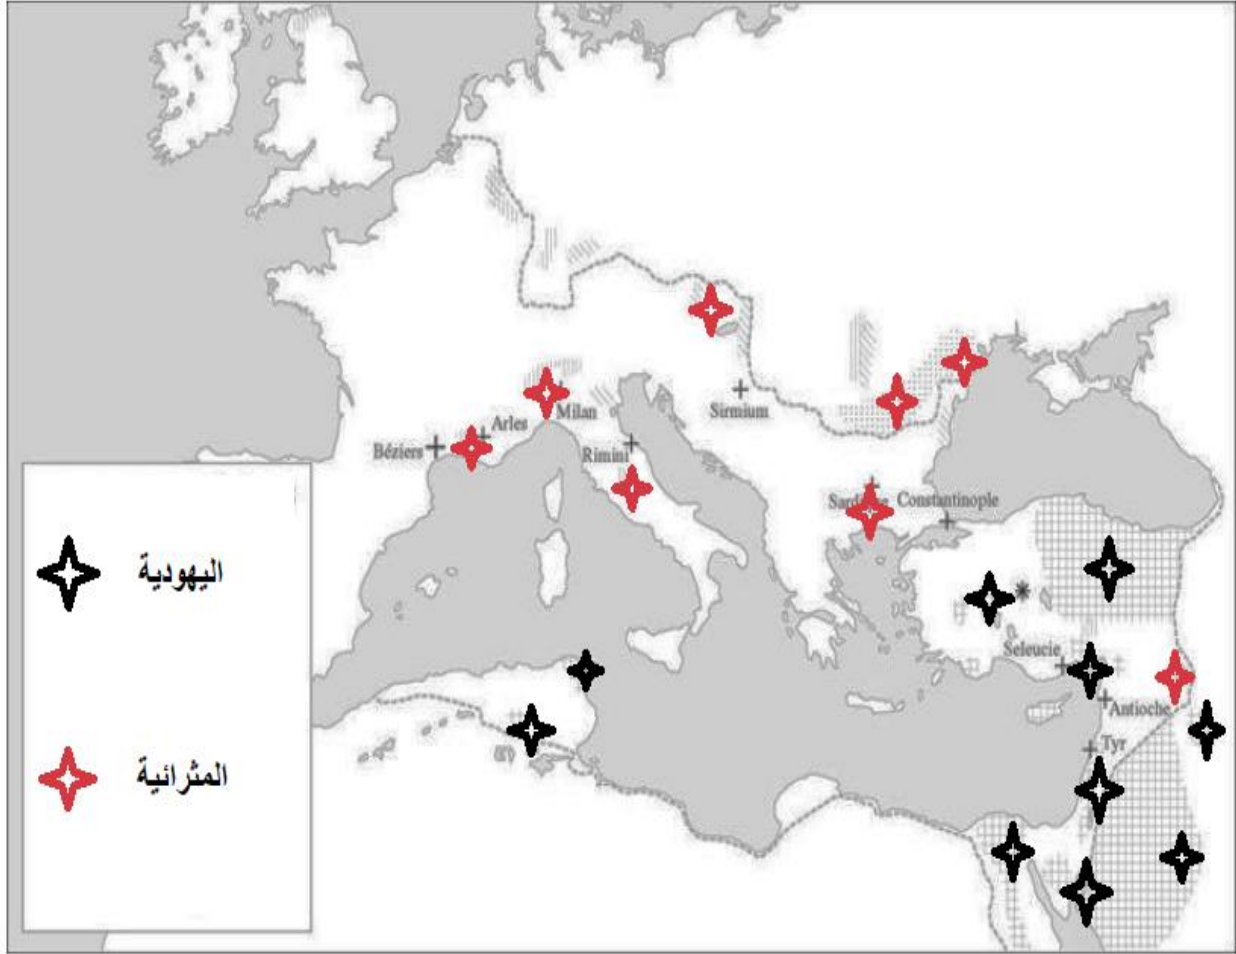 Sirmium
Milan
Arles
Béziers
Rimini
Constantinople
Seleucie
Antioche
Tyr
اليهودية
المثرائية